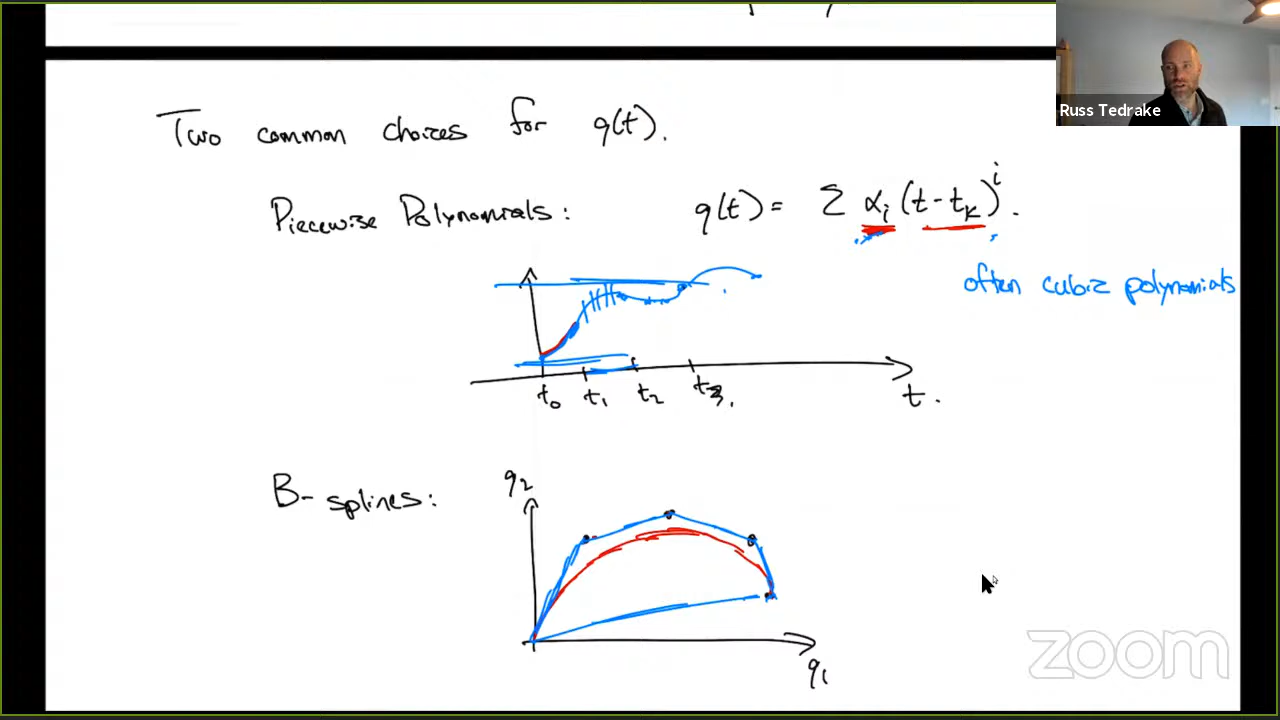 Russ Tedrake
Two common choices for q(t).
Piecewise Polynomials: q(t) = Σ αᵢ (t - tₖ)ⁱ.
often cubic polynomials
t₀ t₁ t₂ t₃. t.
B-splines:
q₂
q₁
zoom